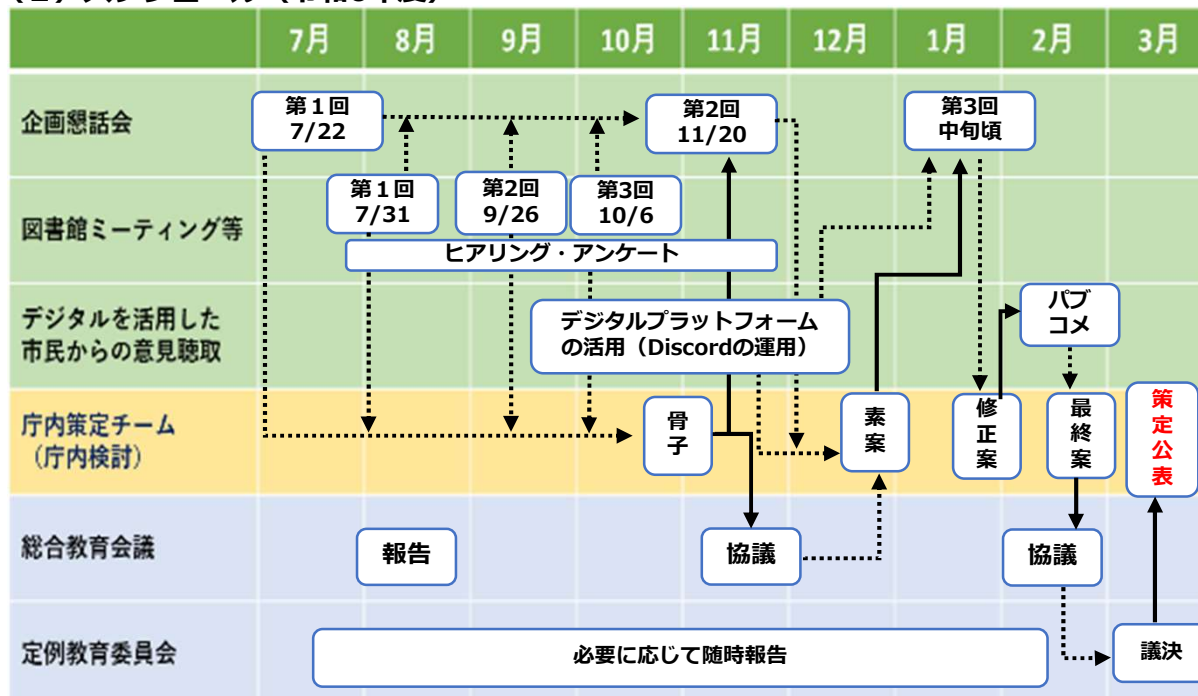 7月 8月 9月 10月 11月 12月 1月 2月 3月
企画懇話会
第1回
7/22
第2回
11/20
第3回
中旬頃
図書館ミーティング等
第1回
7/31
第2回
9/26
第3回
10/6
ヒアリング・アンケート
デジタルを活用した
市民からの意見聴取
デジタルプラットフォーム
の活用(Discordの運用)
パブ
コメ
庁内策定チーム
(庁内検討)
骨子
素案
修正案
最終案
策定公表
総合教育会議
報告
協議
協議
定例教育委員会
必要に応じて随時報告
議決